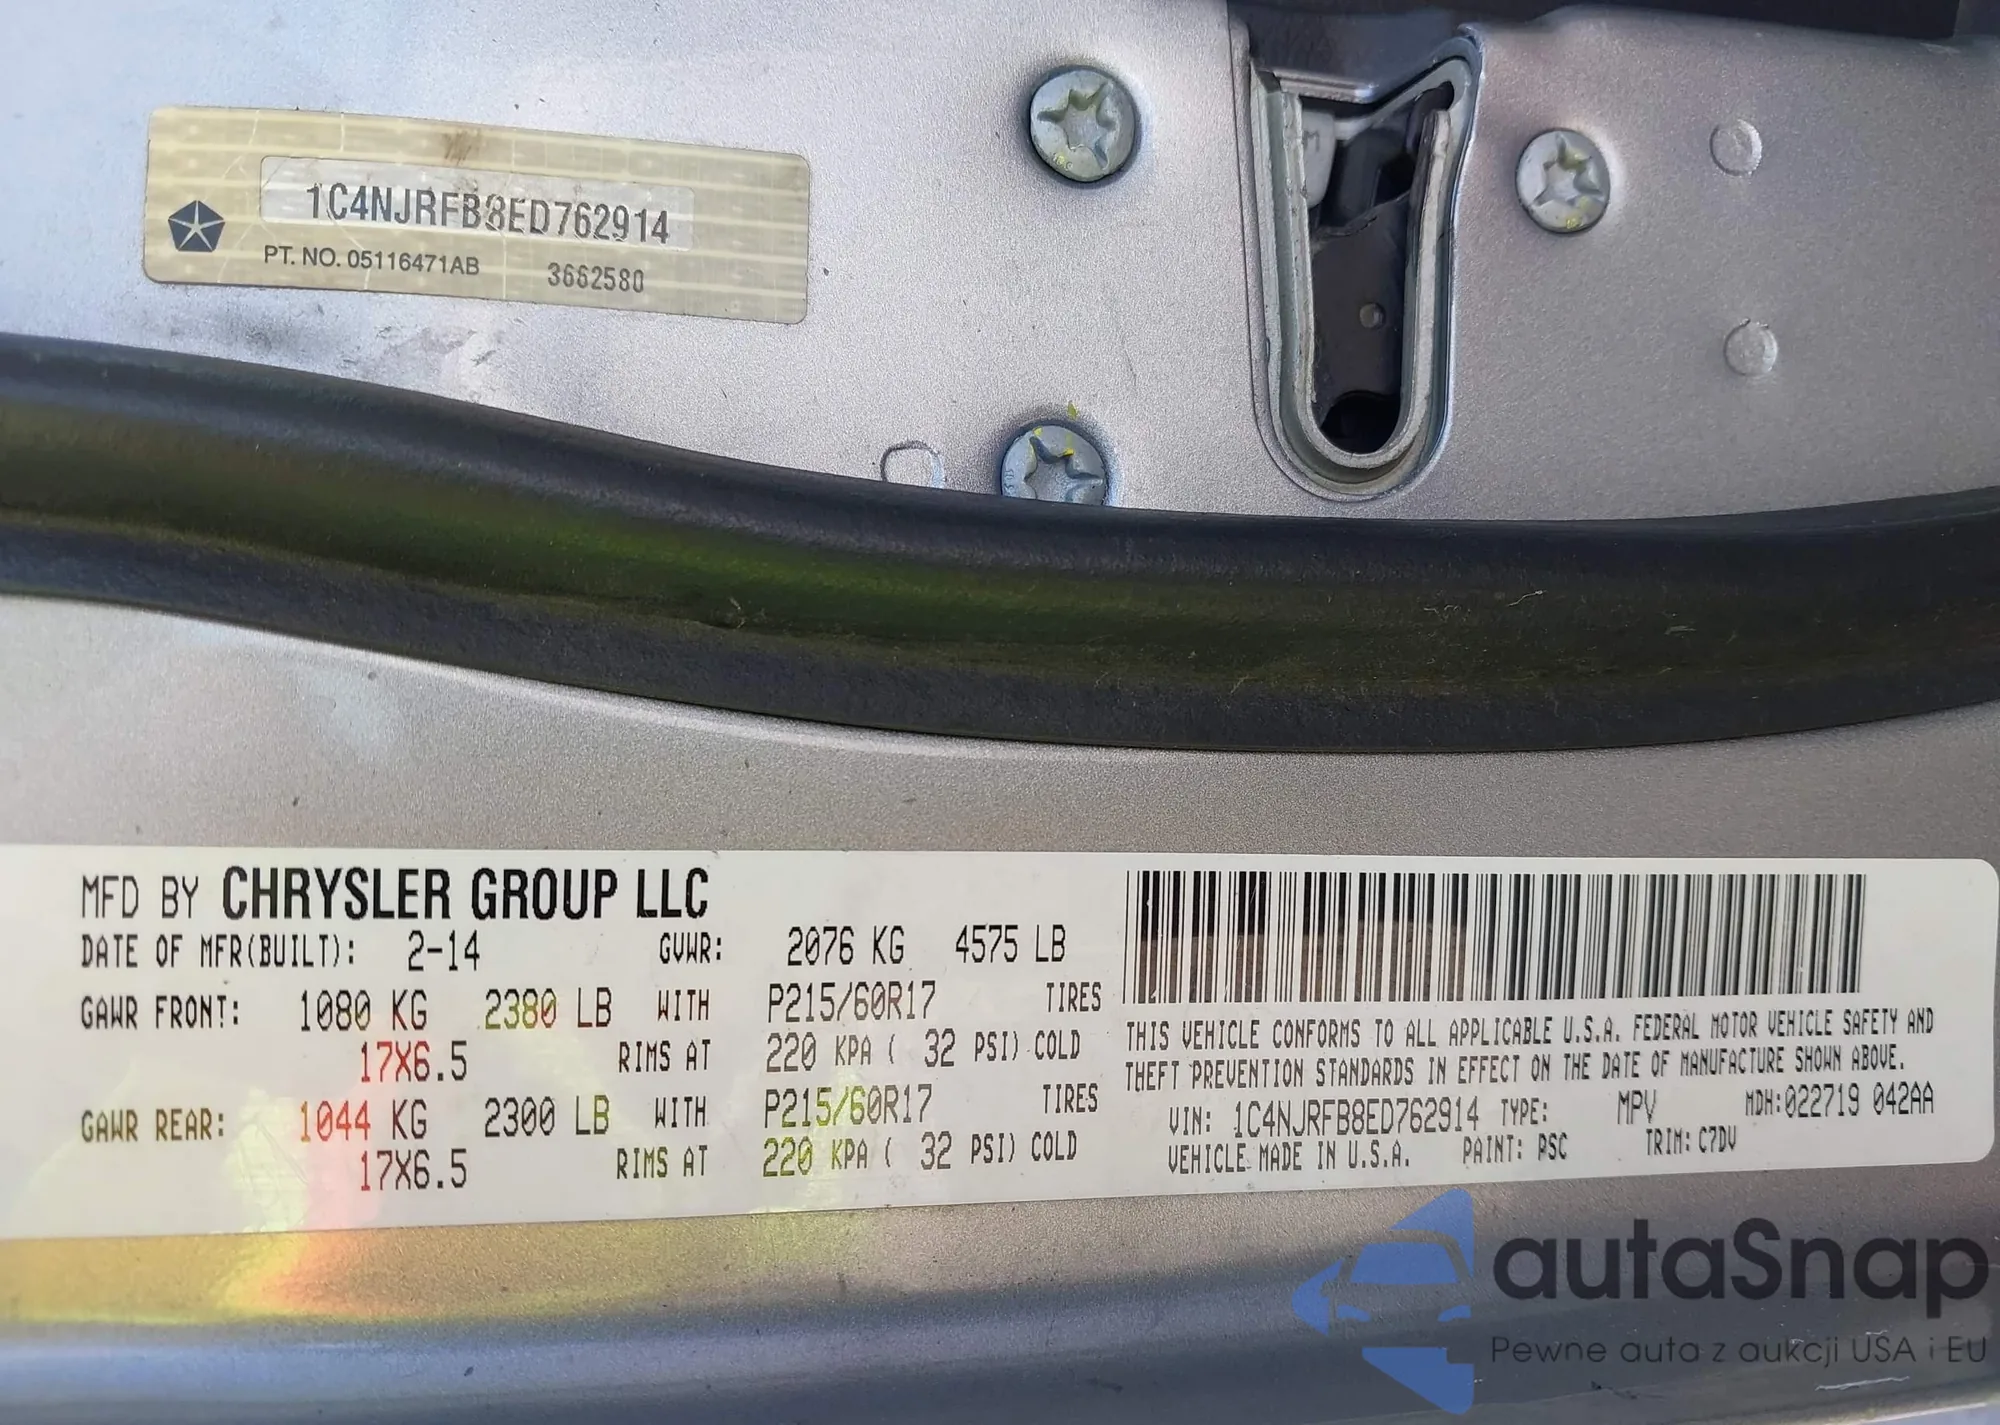 1C4NJRFB8ED762914
PT. NO. 05116471AB 3662580
MFD BY CHRYSLER GROUP LLC
DATE OF MFR(BUILT): 2-14 GVWR: 2076 KG 4575 LB
GAWR FRONT: 1080 KG 2380 LB WITH P215/60R17 TIRES
17X6.5 RIMS AT 220 KPA ( 32 PSI) COLD
GAWR REAR: 1044 KG 2300 LB WITH P215/60R17 TIRES
17X6.5 RIMS AT 220 KPA ( 32 PSI) COLD
THIS VEHICLE CONFORMS TO ALL APPLICABLE U.S.A. FEDERAL MOTOR VEHICLE SAFETY AND
THEFT PREVENTION STANDARDS IN EFFECT ON THE DATE OF MANUFACTURE SHOWN ABOVE.
VIN: 1C4NJRFB8ED762914 TYPE: MPV MDH:022719 042AA
VEHICLE MADE IN U.S.A. PAINT: PSC TRIM: C7DV
autaSnap
Pewne auta z aukcji USA i EU